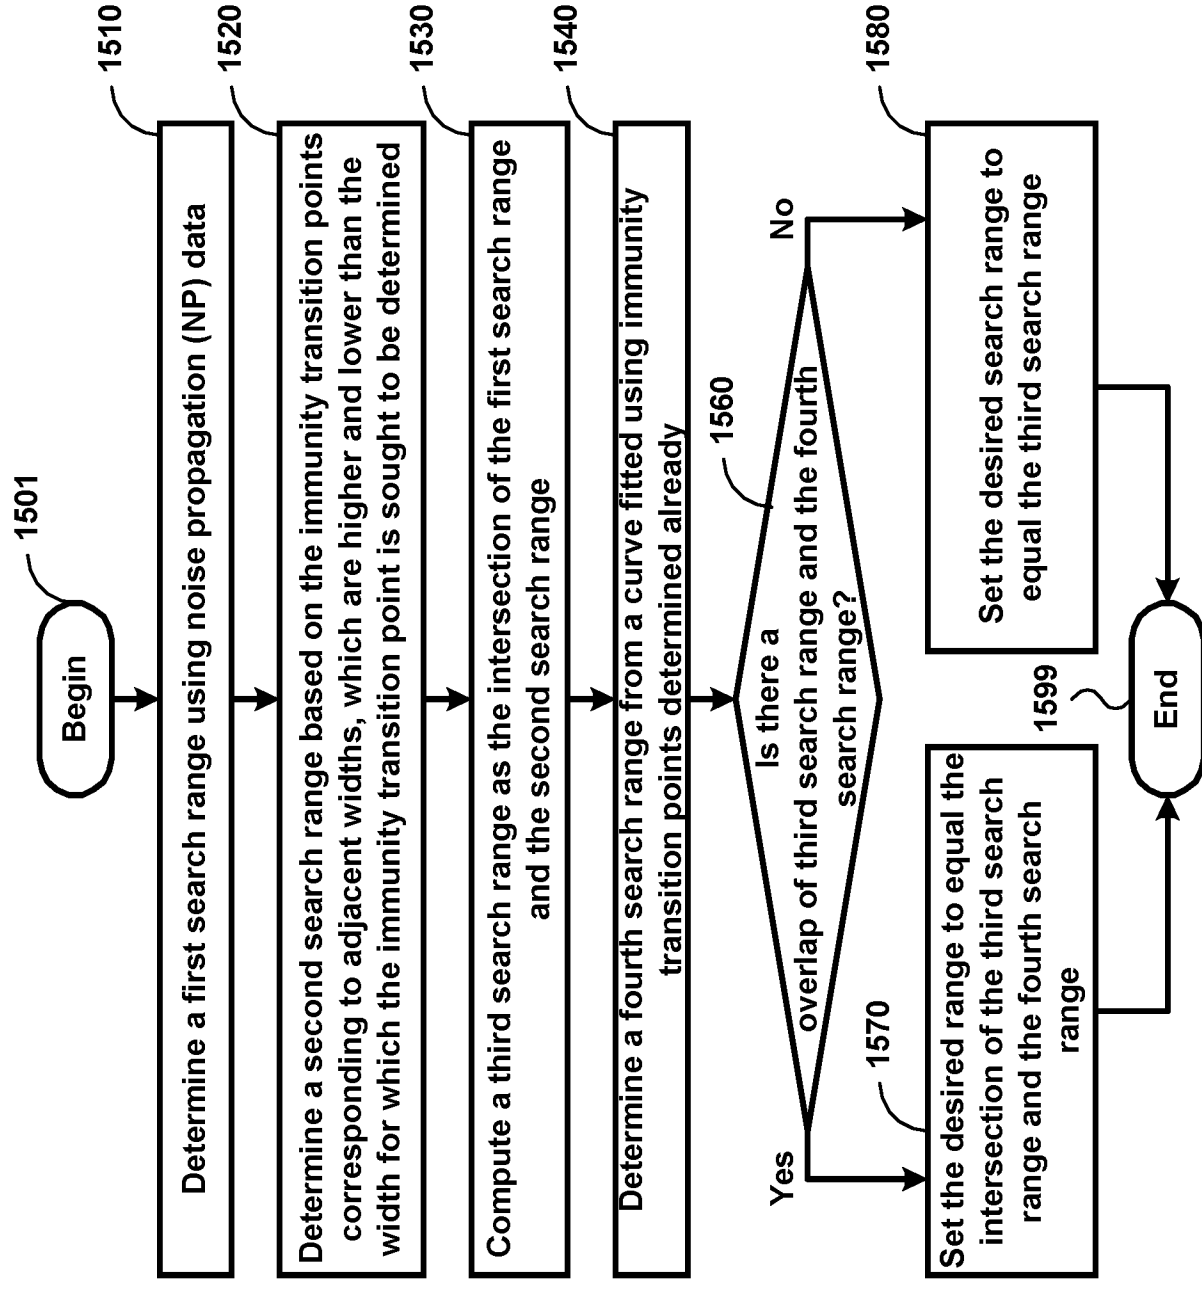 1501
Begin
1510
Determine a first search range using noise propagation (NP) data
1520
Determine a second search range based on the immunity transition points
corresponding to adjacent widths, which are higher and lower than the
width for which the immunity transition point is sought to be determined
1530
Compute a third search range as the intersection of the first search range
and the second search range
1540
Determine a fourth search range from a curve fitted using immunity
transition points determined already
1560
Is there a
overlap of third search range and the fourth
search range?
Yes
No
1570
Set the desired range to equal the
intersection of the third search
range and the fourth search
range
1580
Set the desired search range to
equal the third search range
1599
End